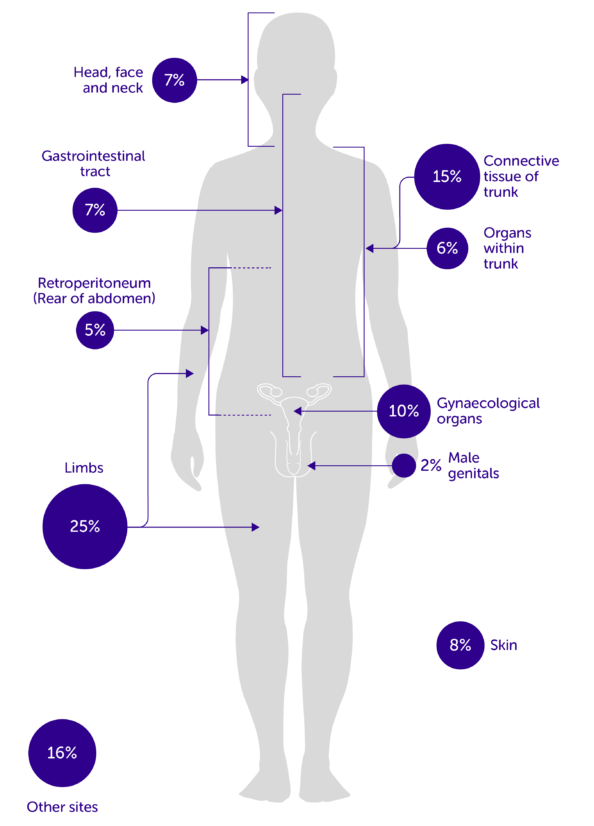 Head, face
and neck
7%
Gastrointestinal
tract
7%
Connective
tissue of
trunk
15%
Organs
within
trunk
6%
Retroperitoneum
(Rear of abdomen)
5%
Gynaecological
organs
10%
Male
genitals
2%
Limbs
25%
8%
Skin
16%
Other sites